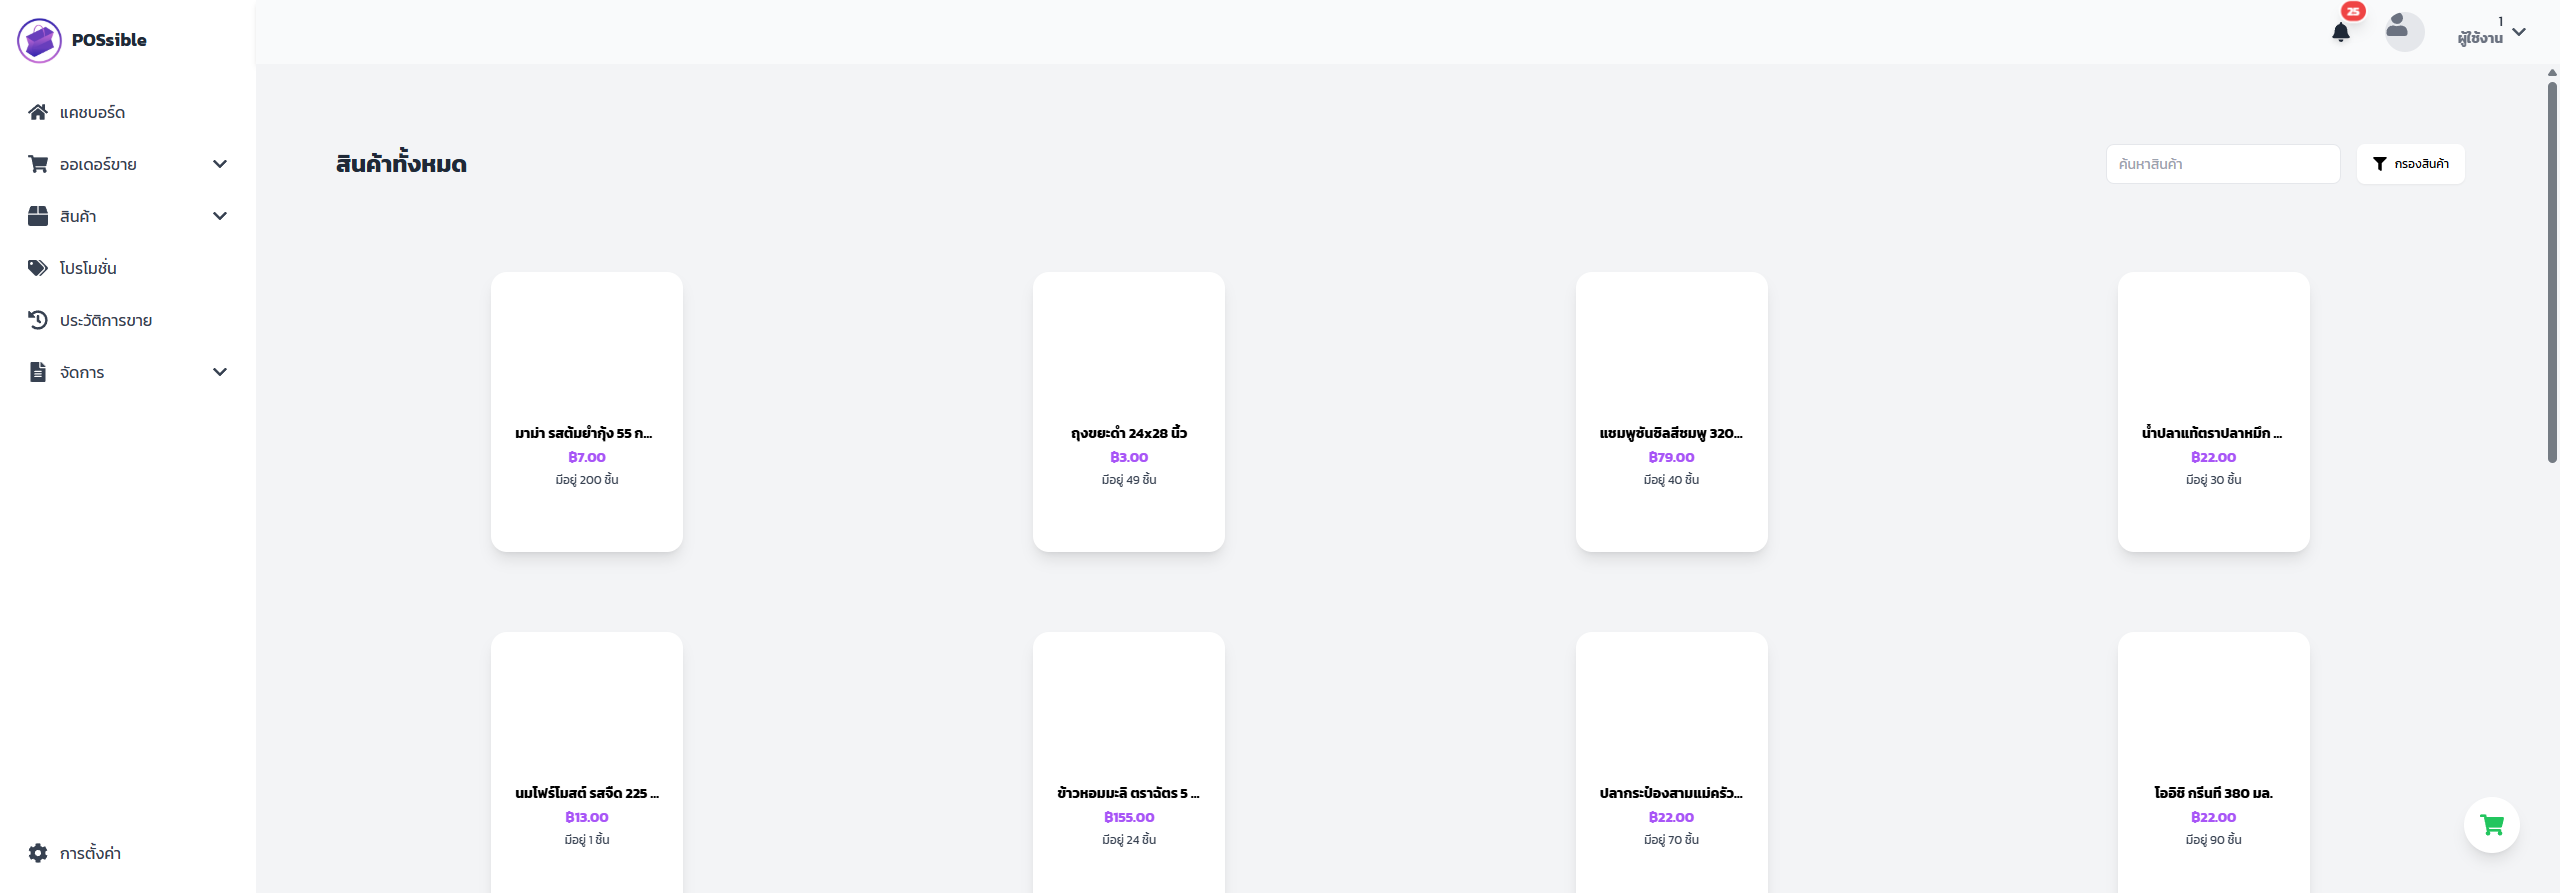 POSsible
25
1
ผู้ใช้งาน
แคชบอร์ด
ออเดอร์ขาย
สินค้า
โปรโมชั่น
ประวัติการขาย
จัดการ
การตั้งค่า
สินค้าทั้งหมด
ค้นหาสินค้า
กรองสินค้า
มาม่า รสต้มยำกุ้ง 55 ก...
฿7.00
มีอยู่ 200 ชิ้น
ถุงขยะดำ 24x28 นิ้ว
฿3.00
มีอยู่ 49 ชิ้น
แชมพูซันซิลสีชมพู 320...
฿79.00
มีอยู่ 40 ชิ้น
น้ำปลาแท้ตราปลาหมึก ...
฿22.00
มีอยู่ 30 ชิ้น
นมโฟร์โมสต์ รสจืด 225 ...
฿13.00
มีอยู่ 1 ชิ้น
ข้าวหอมมะลิ ตราฉัตร 5 ...
฿155.00
มีอยู่ 24 ชิ้น
ปลากระป๋องสามแม่ครัว...
฿22.00
มีอยู่ 70 ชิ้น
โออิชิ กรีนที 380 มล.
฿22.00
มีอยู่ 90 ชิ้น